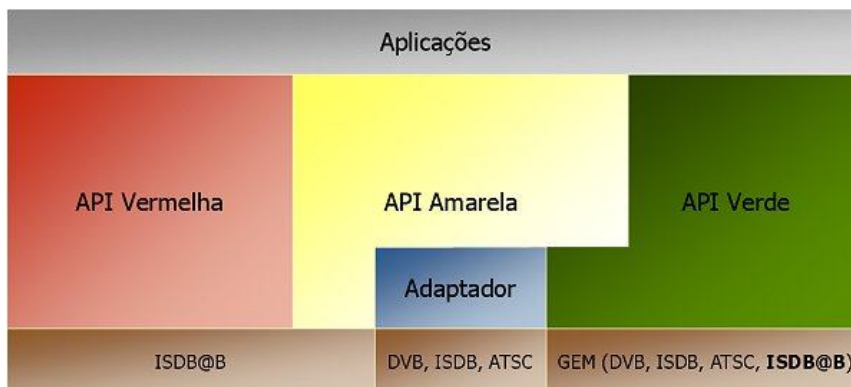 Aplicações
API Vermelha
API Amarela
API Verde
Adaptador
ISDB@B
DVB, ISDB, ATSC
GEM (DVB, ISDB, ATSC, ISDB@B)